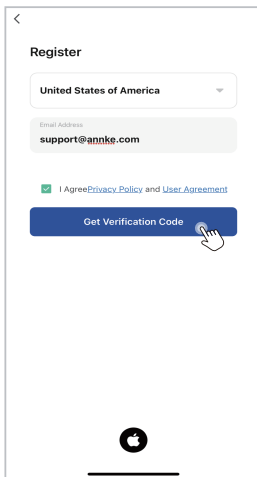 Register
United States of America
Email Address
support@annke.com
I AgreePrivacy Policy and User Agreement
Get Verification Code